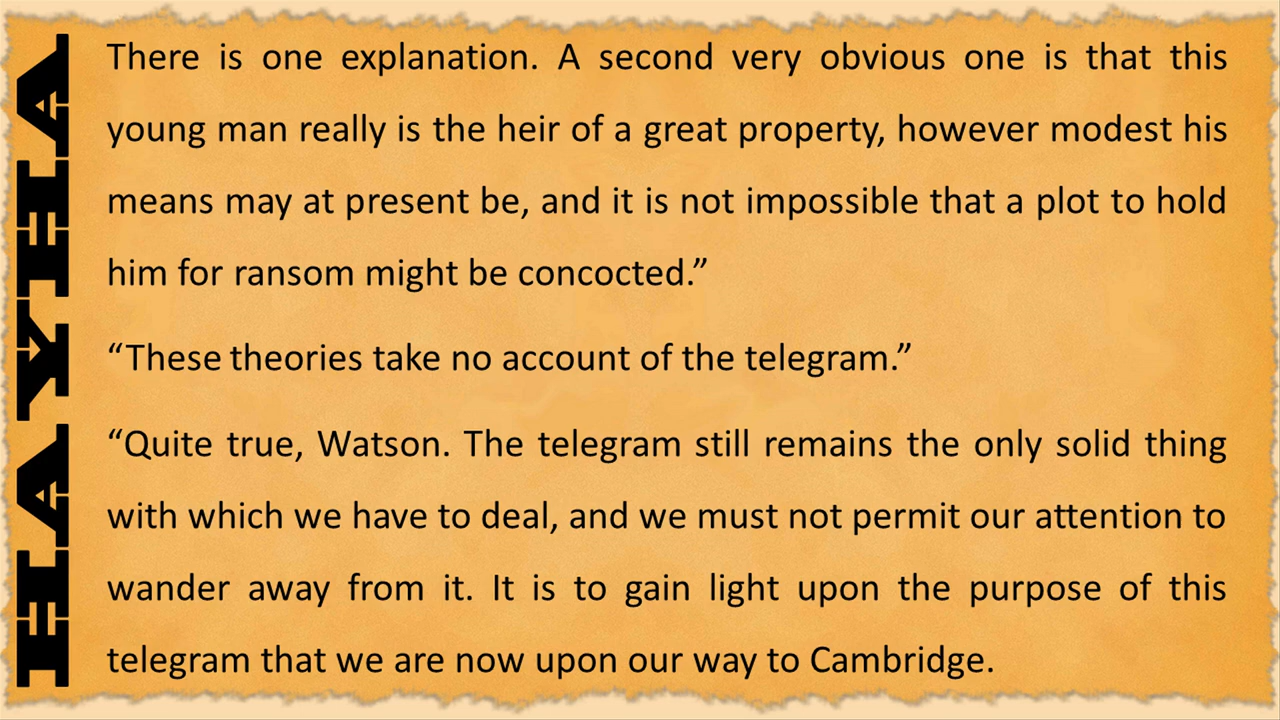 HAYHA
There is one explanation. A second very obvious one is that this
young man really is the heir of a great property, however modest his
means may at present be, and it is not impossible that a plot to hold
him for ransom might be concocted.”
“These theories take no account of the telegram.”
“Quite true, Watson. The telegram still remains the only solid thing
with which we have to deal, and we must not permit our attention to
wander away from it. It is to gain light upon the purpose of this
telegram that we are now upon our way to Cambridge.